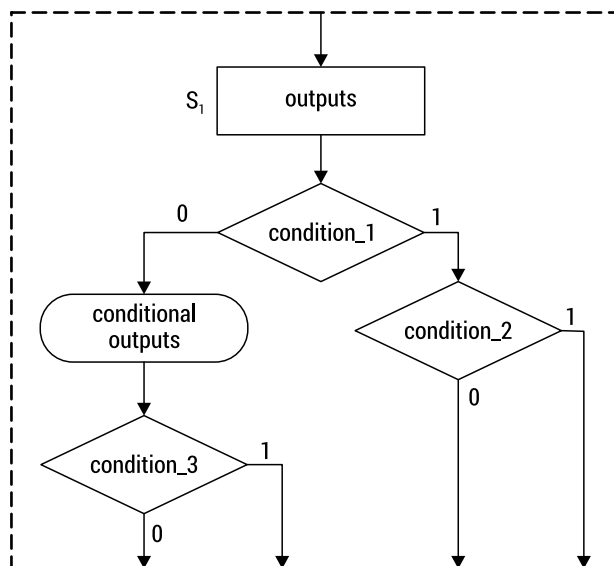 S₁
outputs
0
condition_1
1
conditional
outputs
condition_2
1
0
condition_3
1
0